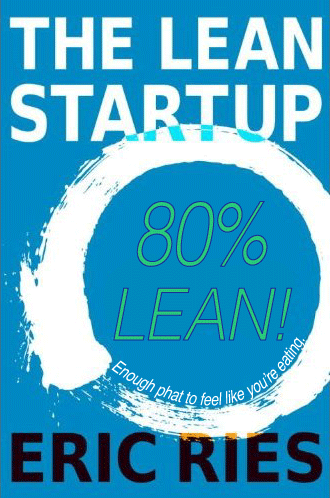 THE LEAN
STARTUP
80%
LEAN!
Enough phat to feel like you're eating.
ERIC RIES